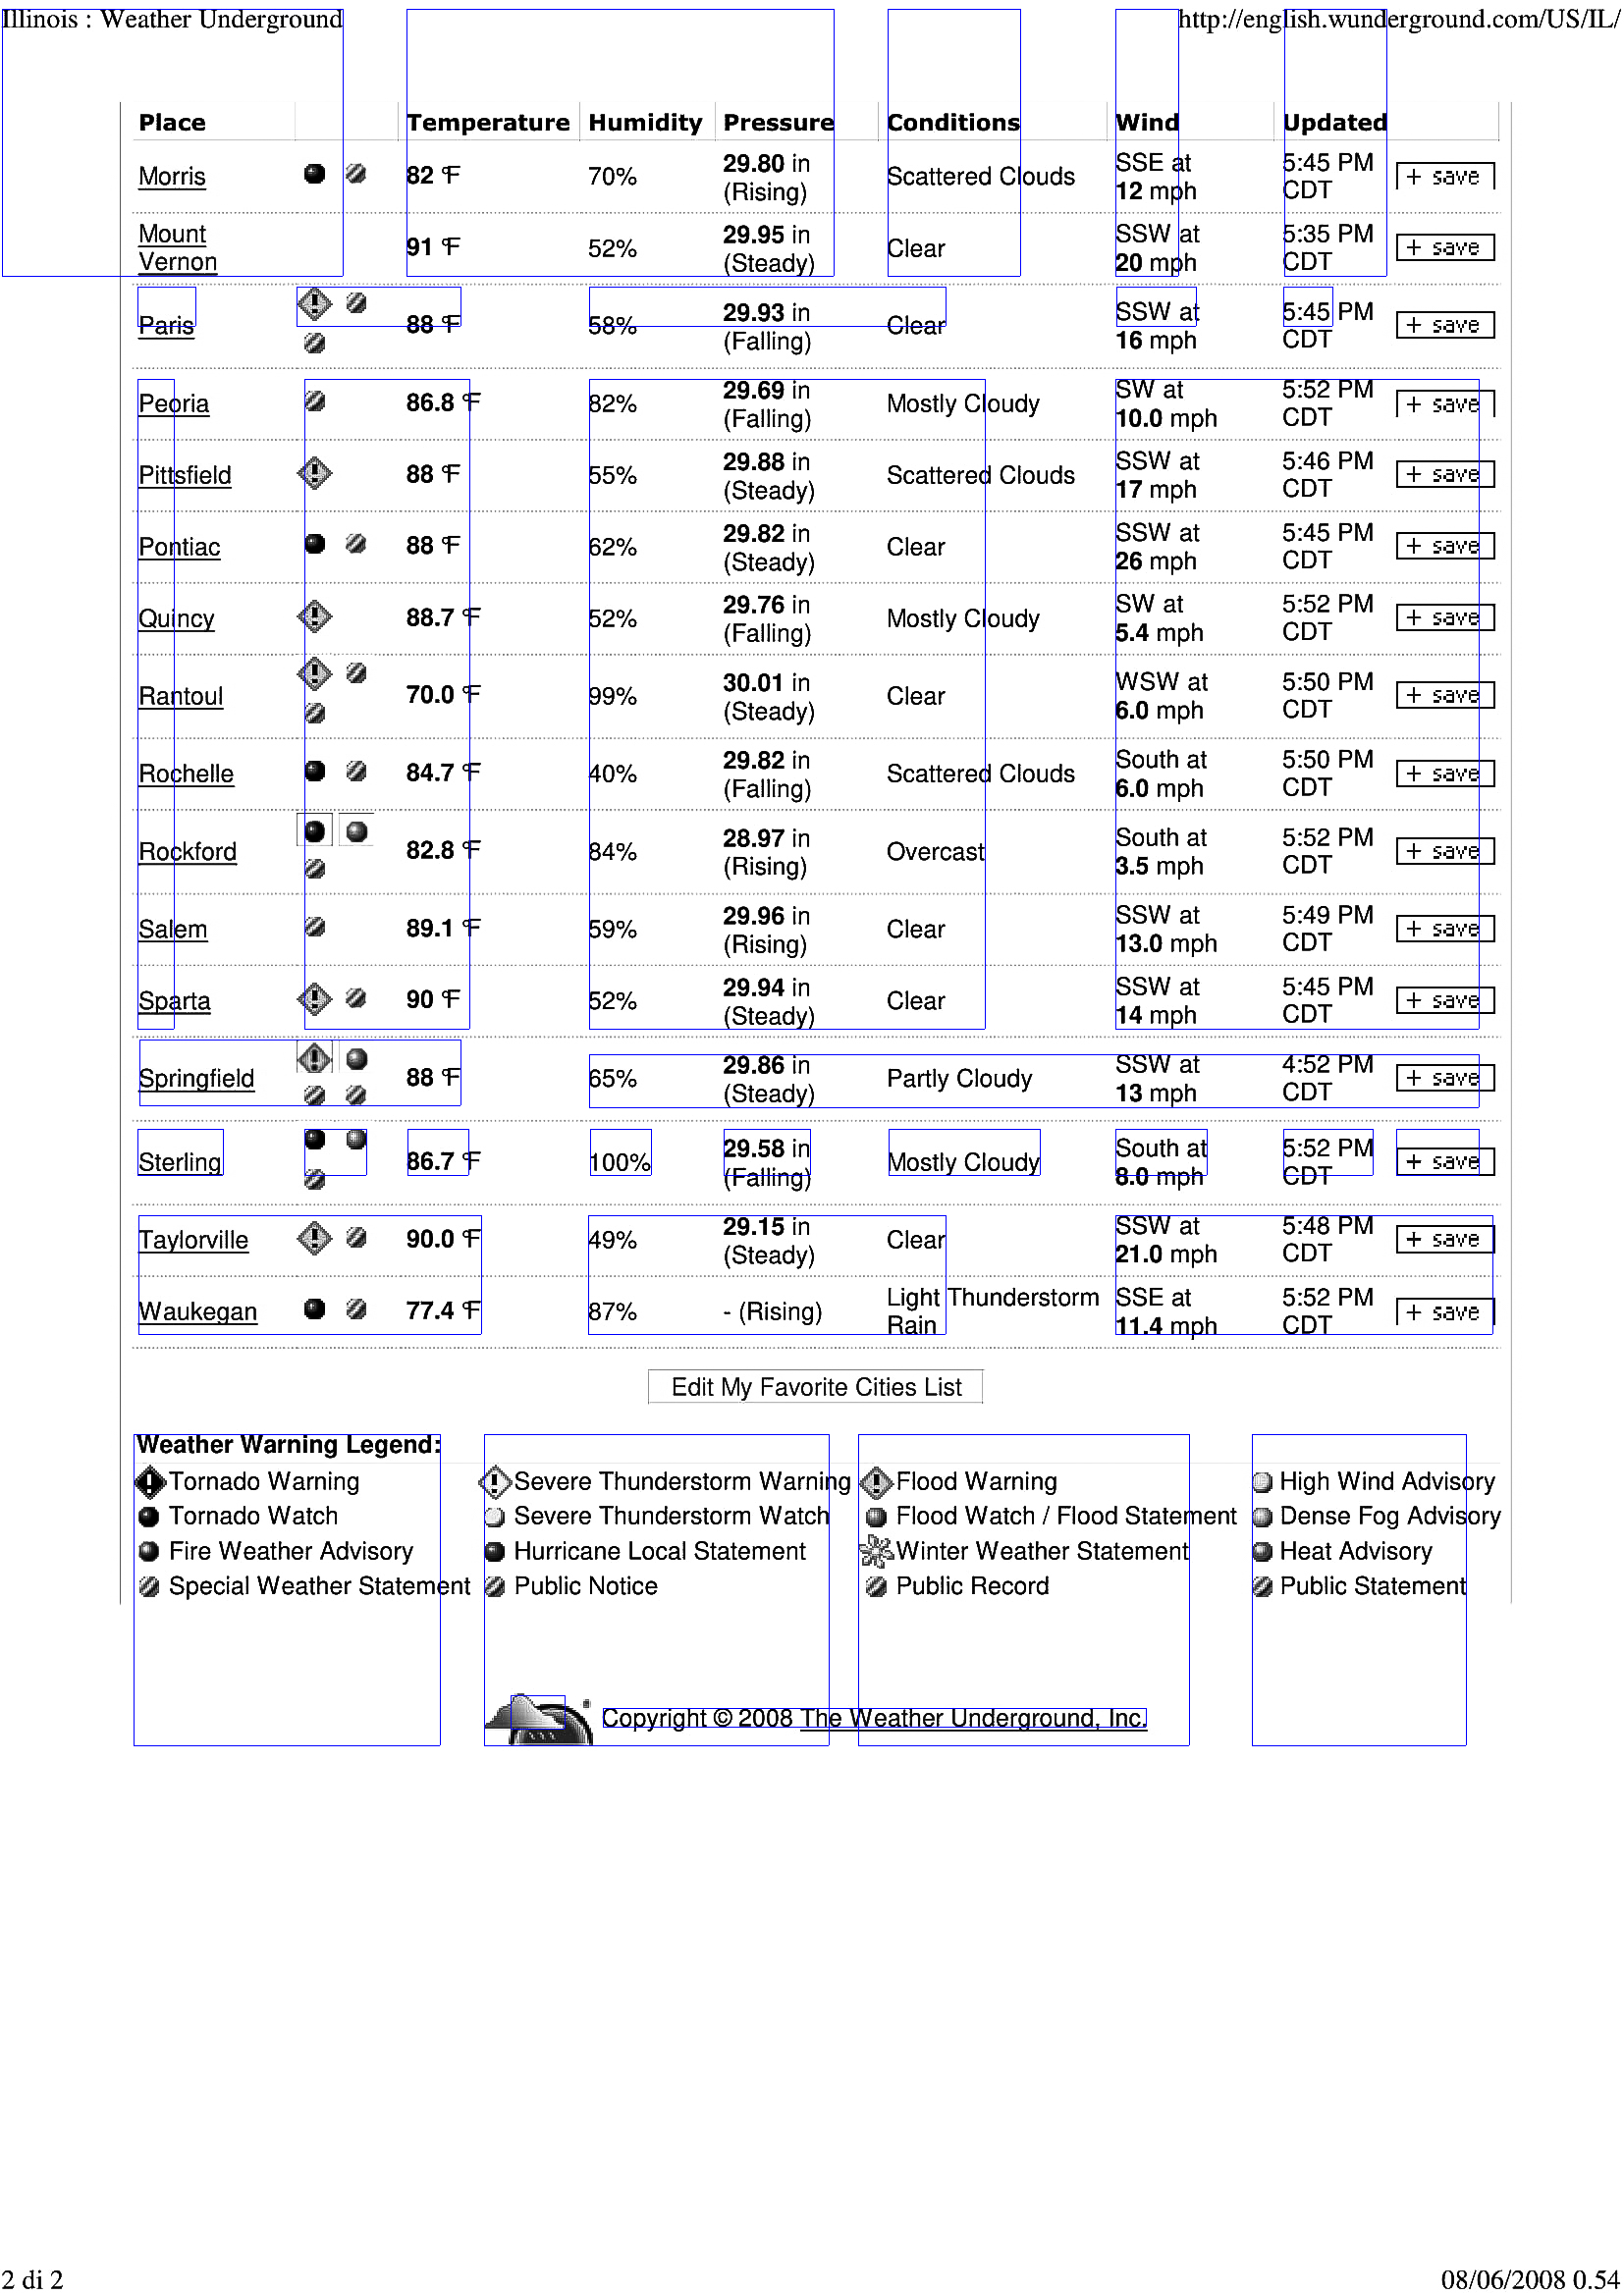 Illinois : Weather Underground http://english.wunderground.com/US/IL/
Place Temperature Humidity Pressure Conditions Wind Updated
Morris 82 °F 70% 29.80 in (Rising) Scattered Clouds SSE at 12 mph 5:45 PM CDT + save
Mount Vernon 91 °F 52% 29.95 in (Steady) Clear SSW at 20 mph 5:35 PM CDT + save
Paris 88 °F 58% 29.93 in (Falling) Clear SSW at 16 mph 5:45 PM CDT + save
Peoria 86.8 °F 82% 29.69 in (Falling) Mostly Cloudy SW at 10.0 mph 5:52 PM CDT + save
Pittsfield 88 °F 55% 29.88 in (Steady) Scattered Clouds SSW at 17 mph 5:46 PM CDT + save
Pontiac 88 °F 62% 29.82 in (Steady) Clear SSW at 26 mph 5:45 PM CDT + save
Quincy 88.7 °F 52% 29.76 in (Falling) Mostly Cloudy SW at 5.4 mph 5:52 PM CDT + save
Rantoul 70.0 °F 99% 30.01 in (Steady) Clear WSW at 6.0 mph 5:50 PM CDT + save
Rochelle 84.7 °F 40% 29.82 in (Falling) Scattered Clouds South at 6.0 mph 5:50 PM CDT + save
Rockford 82.8 °F 84% 28.97 in (Rising) Overcast South at 3.5 mph 5:52 PM CDT + save
Salem 89.1 °F 59% 29.96 in (Rising) Clear SSW at 13.0 mph 5:49 PM CDT + save
Sparta 90 °F 52% 29.94 in (Steady) Clear SSW at 14 mph 5:45 PM CDT + save
Springfield 88 °F 65% 29.86 in (Steady) Partly Cloudy SSW at 13 mph 4:52 PM CDT + save
Sterling 86.7 °F 100% 29.58 in (Falling) Mostly Cloudy South at 8.0 mph 5:52 PM CDT + save
Taylorville 90.0 °F 49% 29.15 in (Steady) Clear SSW at 21.0 mph 5:48 PM CDT + save
Waukegan 77.4 °F 87% - (Rising) Light Thunderstorm Rain SSE at 11.4 mph 5:52 PM CDT + save
Edit My Favorite Cities List
Weather Warning Legend:
Tornado Warning Severe Thunderstorm Warning Flood Warning High Wind Advisory
Tornado Watch Severe Thunderstorm Watch Flood Watch / Flood Statement Dense Fog Advisory
Fire Weather Advisory Hurricane Local Statement Winter Weather Statement Heat Advisory
Special Weather Statement Public Notice Public Record Public Statement
Copyright © 2008 The Weather Underground, Inc.
2 di 2 08/06/2008 0.54